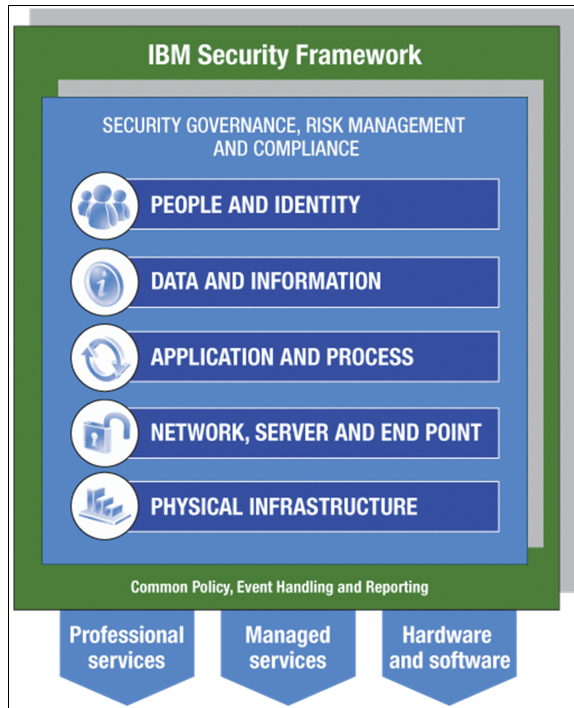 IBM Security Framework
SECURITY GOVERNANCE, RISK MANAGEMENT
AND COMPLIANCE
PEOPLE AND IDENTITY
DATA AND INFORMATION
APPLICATION AND PROCESS
NETWORK, SERVER AND END POINT
PHYSICAL INFRASTRUCTURE
Common Policy, Event Handling and Reporting
Professional
services
Managed
services
Hardware
and software